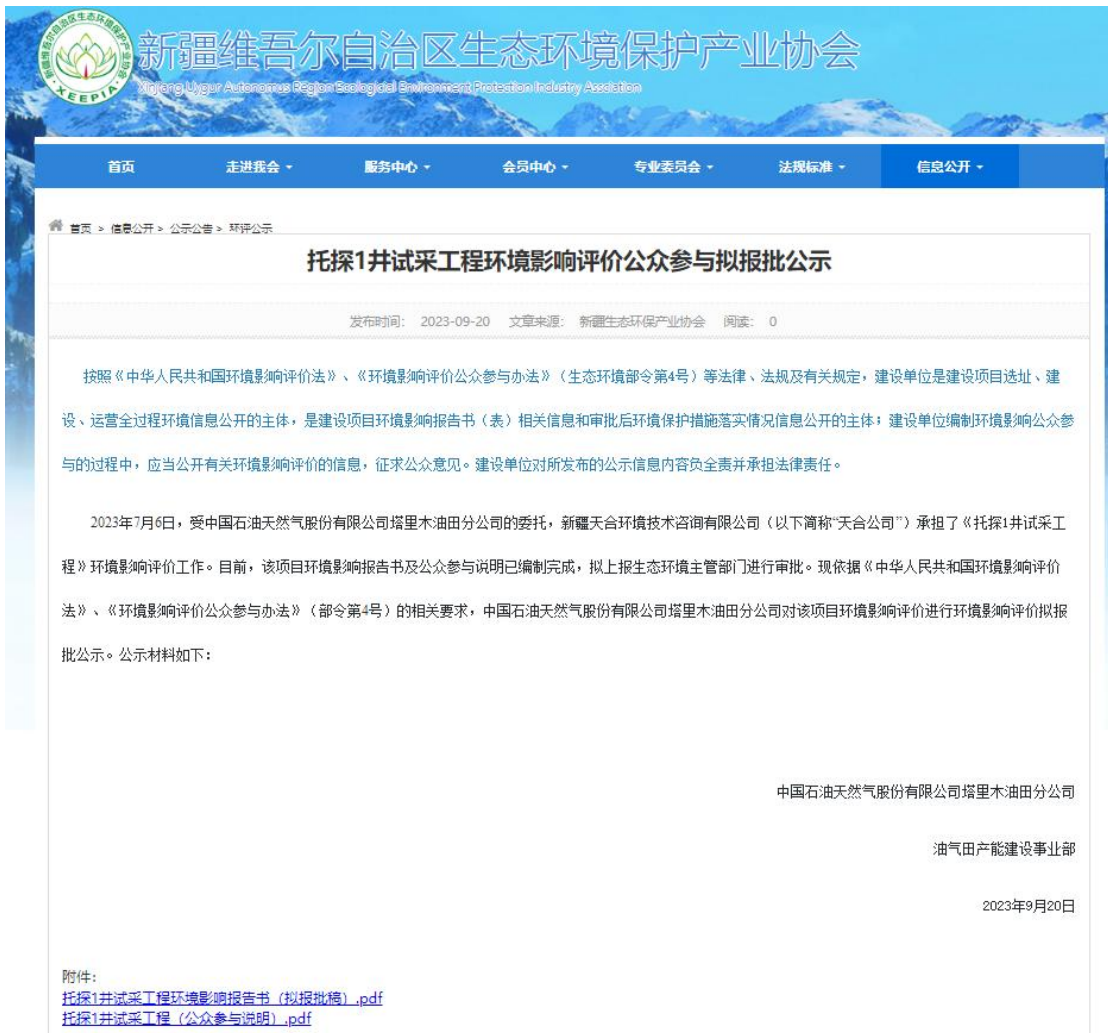 新疆维吾尔自治区生态环境保护产业协会
Xinjiang Uygur Autonomous Region Ecological Environment Protection Industry Assciation
XEEPIA
首页 走进我会 服务中心 会员中心 专业委员会 法规标准 信息公开
首页 > 信息公开 > 公示公告 > 环评公示
托探1井试采工程环境影响评价公众参与拟报批公示
发布时间: 2023-09-20 文章来源: 新疆生态环保产业协会 阅读: 0
按照《中华人民共和国环境影响评价法》、《环境影响评价公众参与办法》（生态环境部令第4号）等法律、法规及有关规定，建设单位是建设项目选址、建
设、运营全过程环境信息公开的主体，是建设项目环境影响报告书（表）相关信息和审批后环境保护措施落实情况信息公开的主体；建设单位编制环境影响公众参
与的过程中，应当公开有关环境影响评价的信息，征求公众意见。建设单位对所发布的公示信息内容负全责并承担法律责任。
2023年7月6日，受中国石油天然气股份有限公司塔里木油田分公司的委托，新疆天合环境技术咨询有限公司（以下简称“天合公司”）承担了《托探1井试采工
程》环境影响评价工作。目前，该项目环境影响报告书及公众参与说明已编制完成，拟上报生态环境主管部门进行审批。现依据《中华人民共和国环境影响评价
法》、《环境影响评价公众参与办法》（部令第4号）的相关要求，中国石油天然气股份有限公司塔里木油田分公司对该项目环境影响评价进行环境影响评价拟报
批公示。公示材料如下：
中国石油天然气股份有限公司塔里木油田分公司
油气田产能建设事业部
2023年9月20日
附件:
托探1井试采工程环境影响报告书（拟报批稿）.pdf
托探1井试采工程（公众参与说明）.pdf